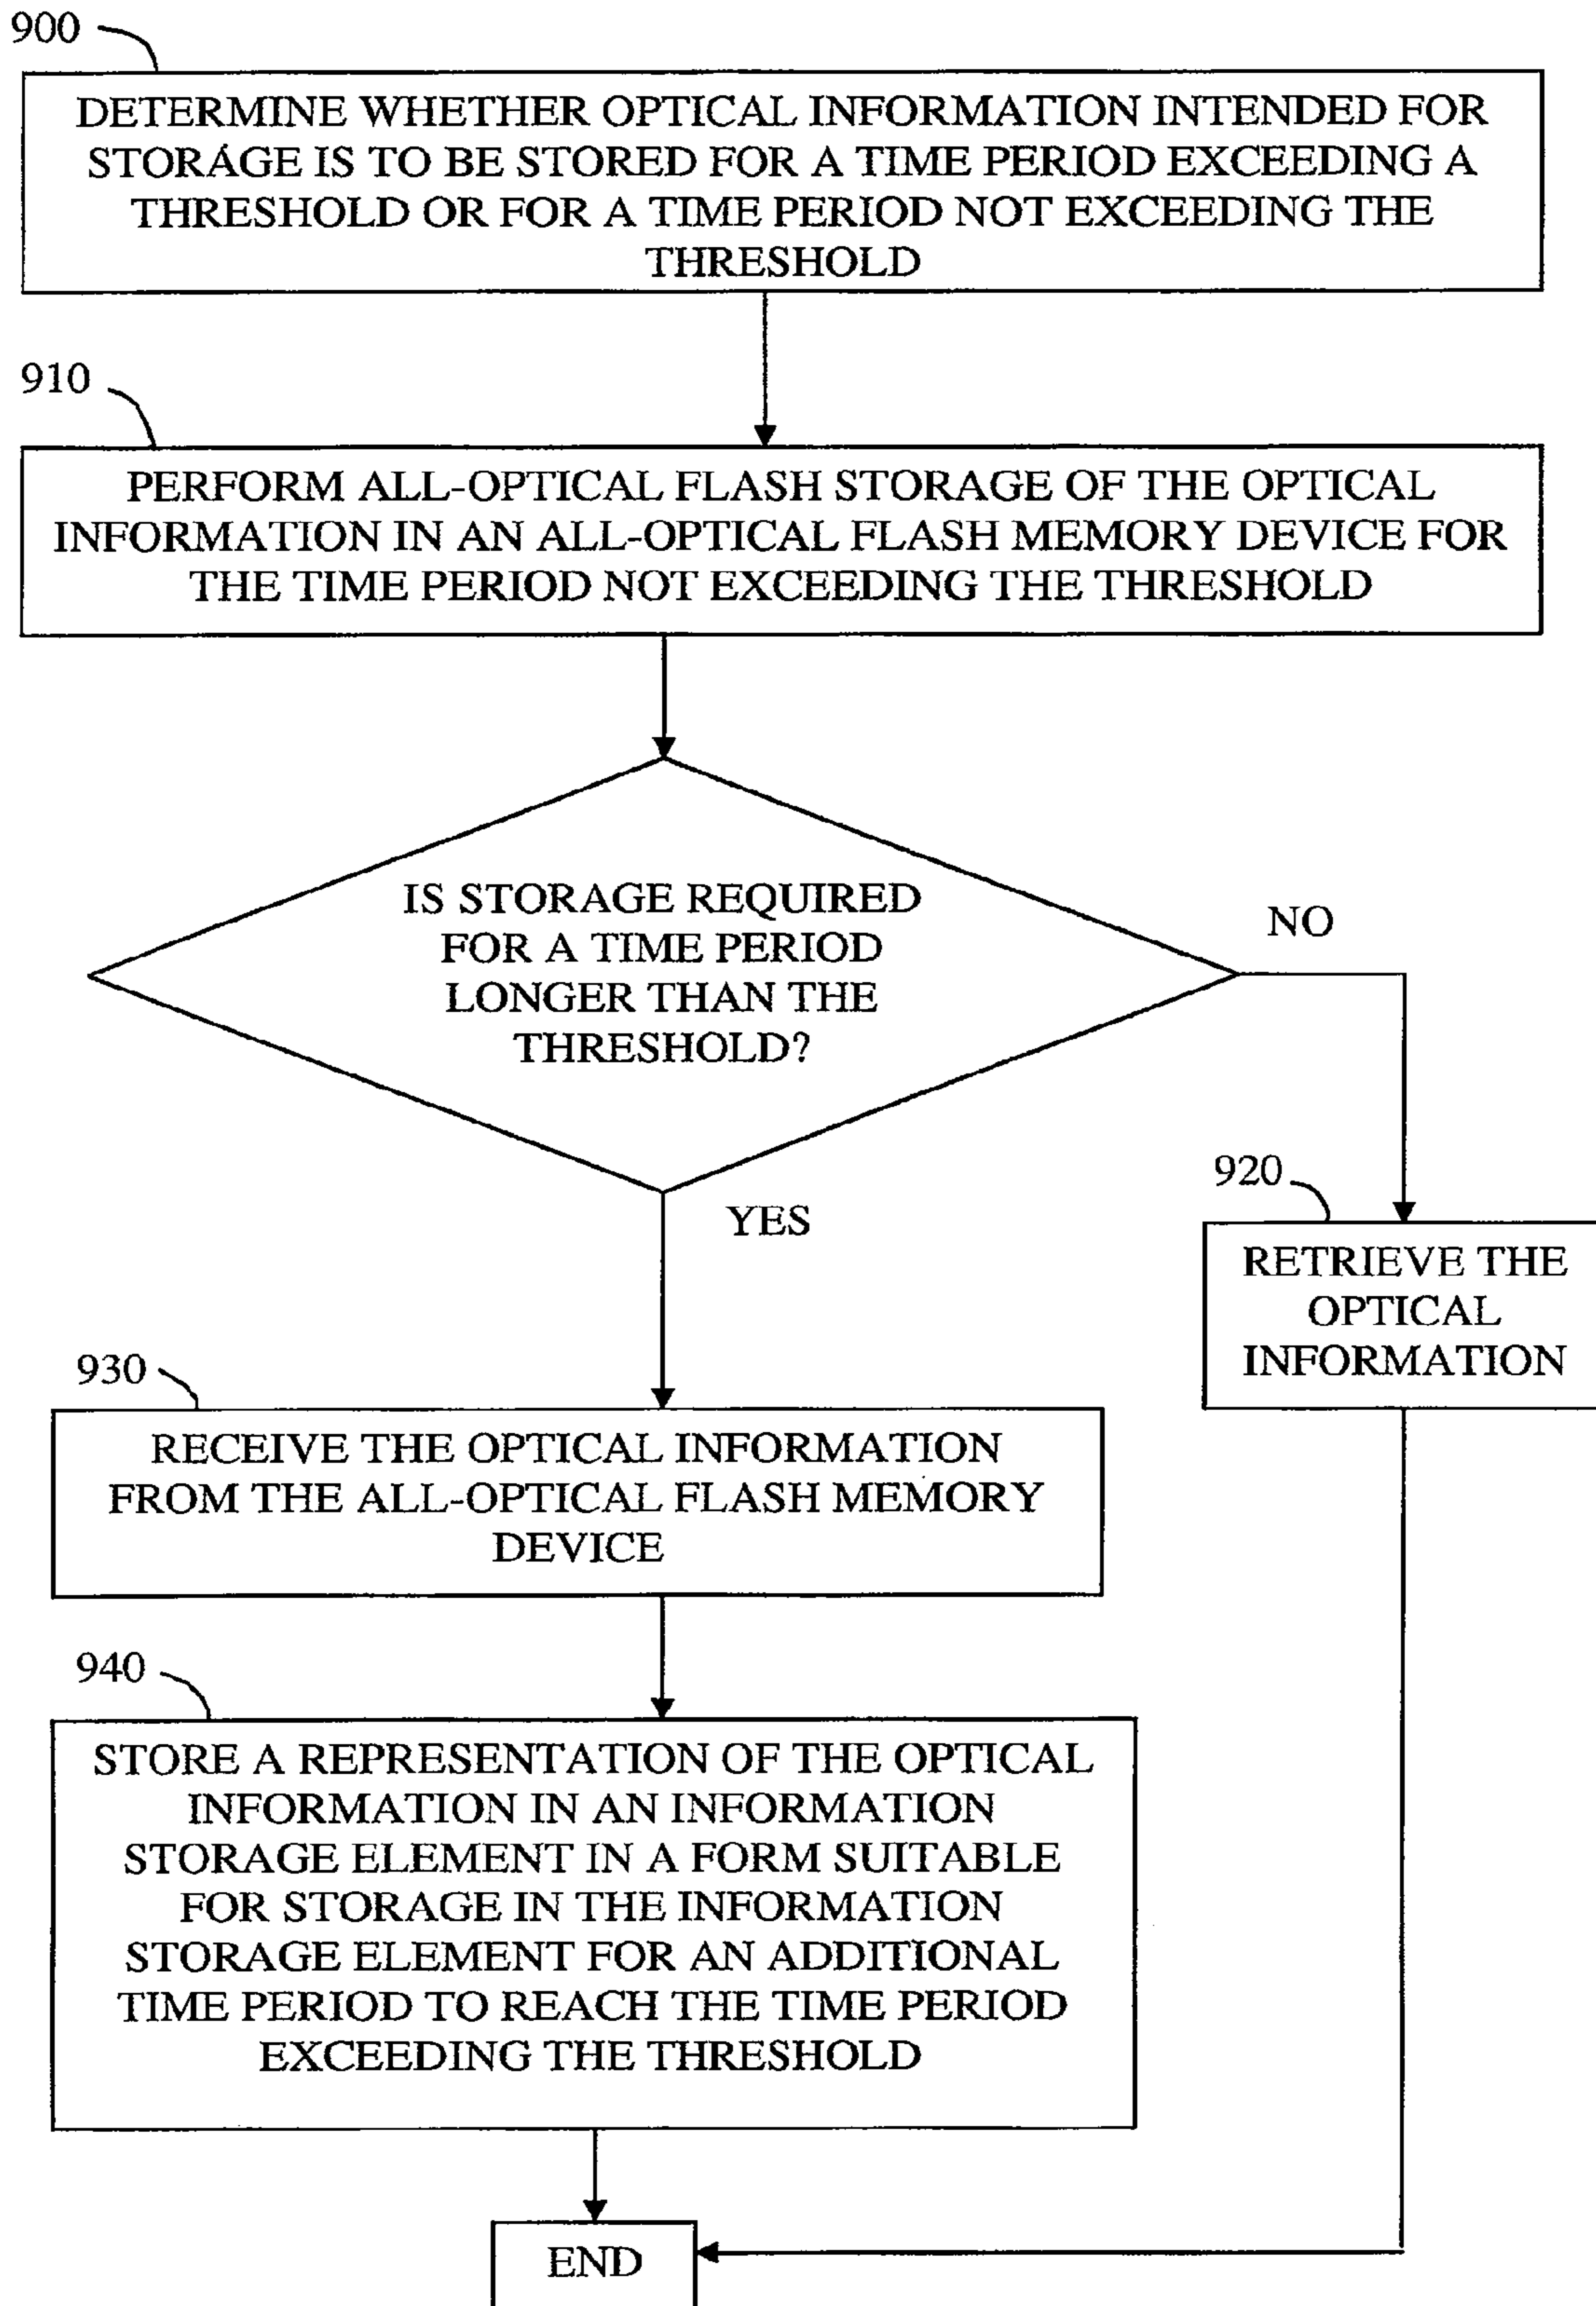 900
DETERMINE WHETHER OPTICAL INFORMATION INTENDED FOR
STORAGE IS TO BE STORED FOR A TIME PERIOD EXCEEDING A
THRESHOLD OR FOR A TIME PERIOD NOT EXCEEDING THE
THRESHOLD
910
PERFORM ALL-OPTICAL FLASH STORAGE OF THE OPTICAL
INFORMATION IN AN ALL-OPTICAL FLASH MEMORY DEVICE FOR
THE TIME PERIOD NOT EXCEEDING THE THRESHOLD
IS STORAGE REQUIRED
FOR A TIME PERIOD
LONGER THAN THE
THRESHOLD?
NO
YES
920
RETRIEVE THE
OPTICAL
INFORMATION
930
RECEIVE THE OPTICAL INFORMATION
FROM THE ALL-OPTICAL FLASH MEMORY
DEVICE
940
STORE A REPRESENTATION OF THE OPTICAL
INFORMATION IN AN INFORMATION
STORAGE ELEMENT IN A FORM SUITABLE
FOR STORAGE IN THE INFORMATION
STORAGE ELEMENT FOR AN ADDITIONAL
TIME PERIOD TO REACH THE TIME PERIOD
EXCEEDING THE THRESHOLD
END